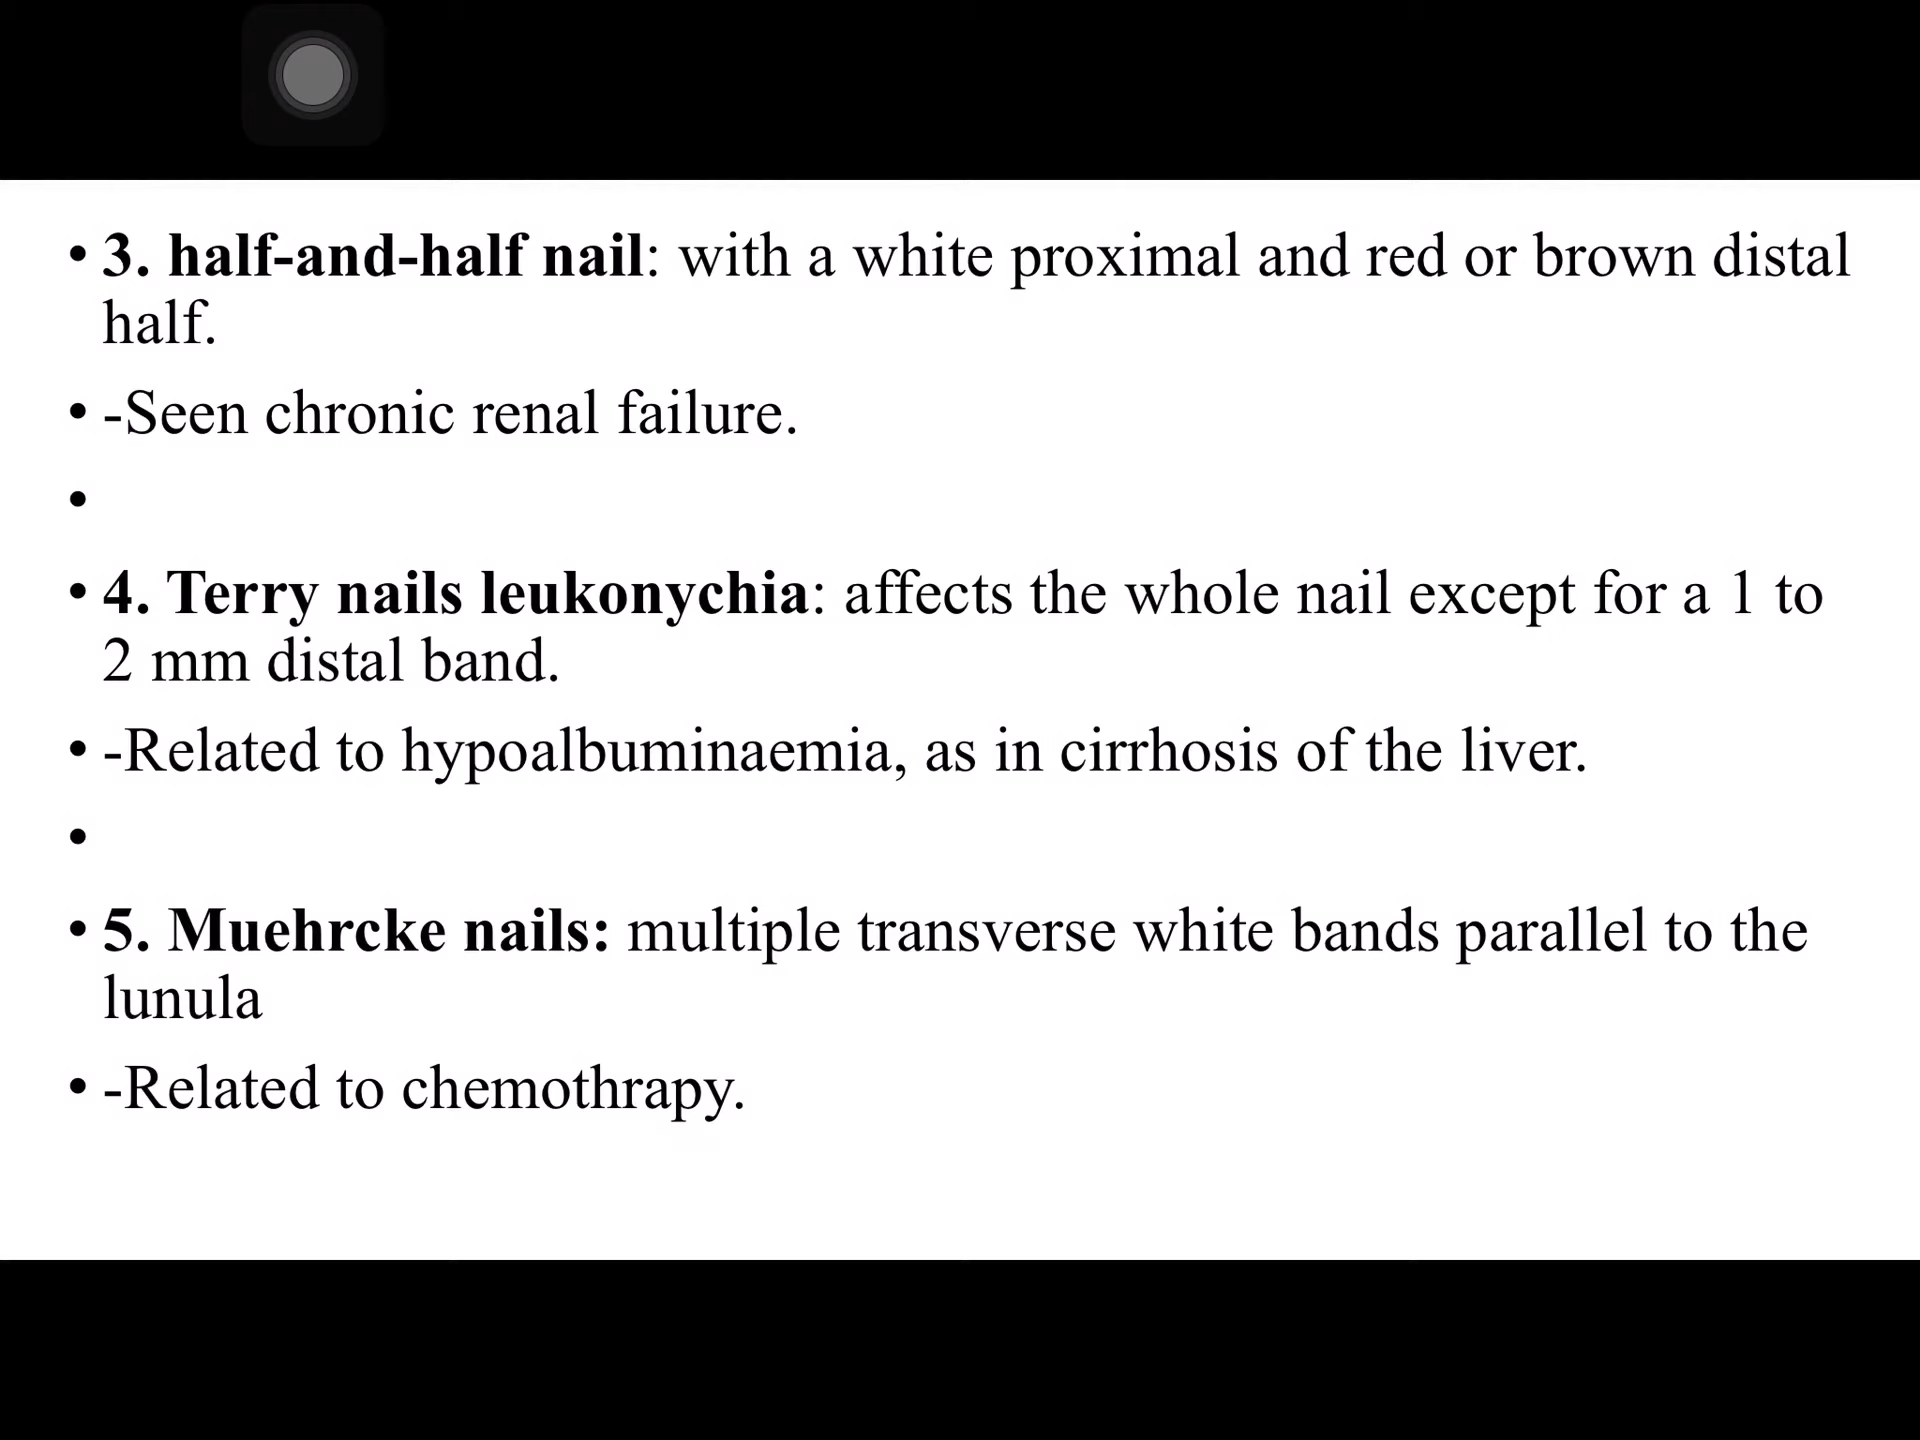 • 3. half-and-half nail: with a white proximal and red or brown distal
half.
• -Seen chronic renal failure.
•
• 4. Terry nails leukonychia: affects the whole nail except for a 1 to
2 mm distal band.
• -Related to hypoalbuminaemia, as in cirrhosis of the liver.
•
• 5. Muehrcke nails: multiple transverse white bands parallel to the
lunula
• -Related to chemothrapy.